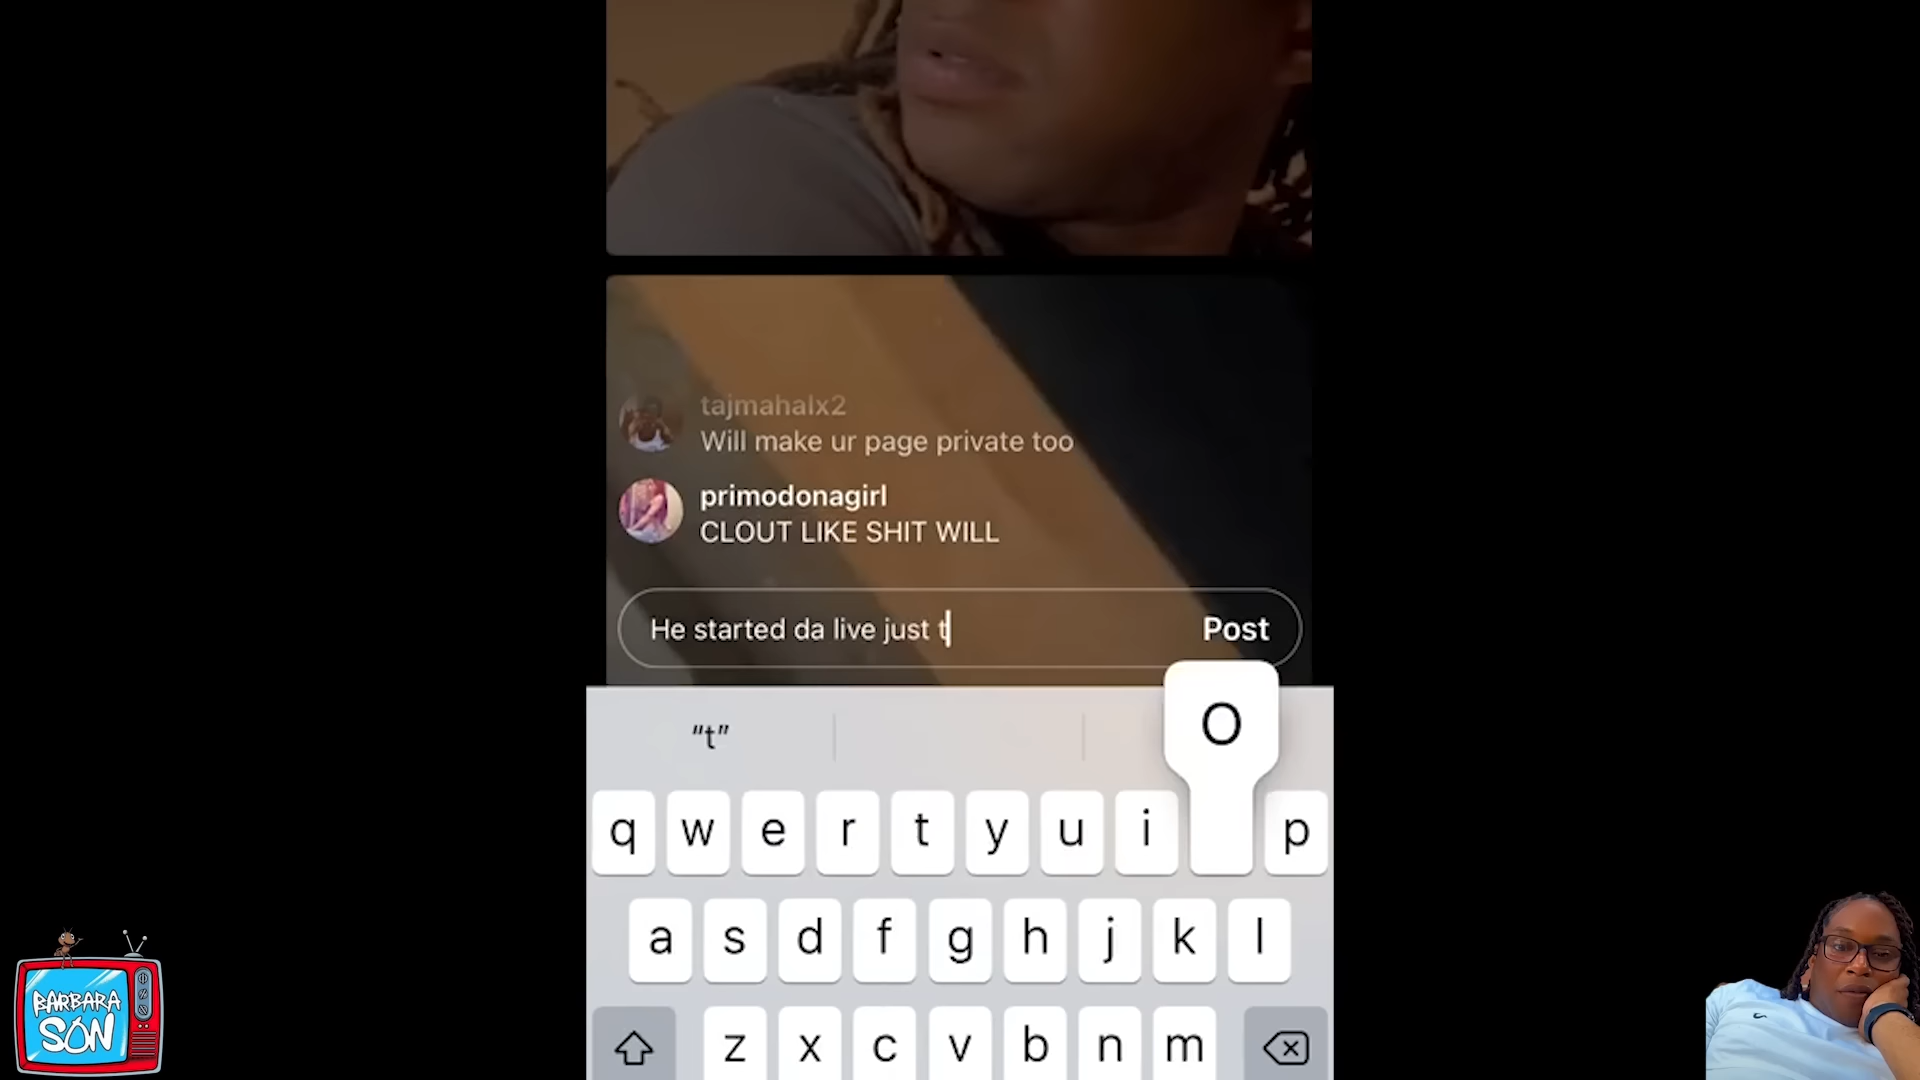 tajmahalx2
Will make ur page private too
primodonagirl
CLOUT LIKE SHIT WILL
He started da live just t
Post
“t”
O
q w e r t y u i p
a s d f g h j k l
z x c v b n m
BARBARA
SON